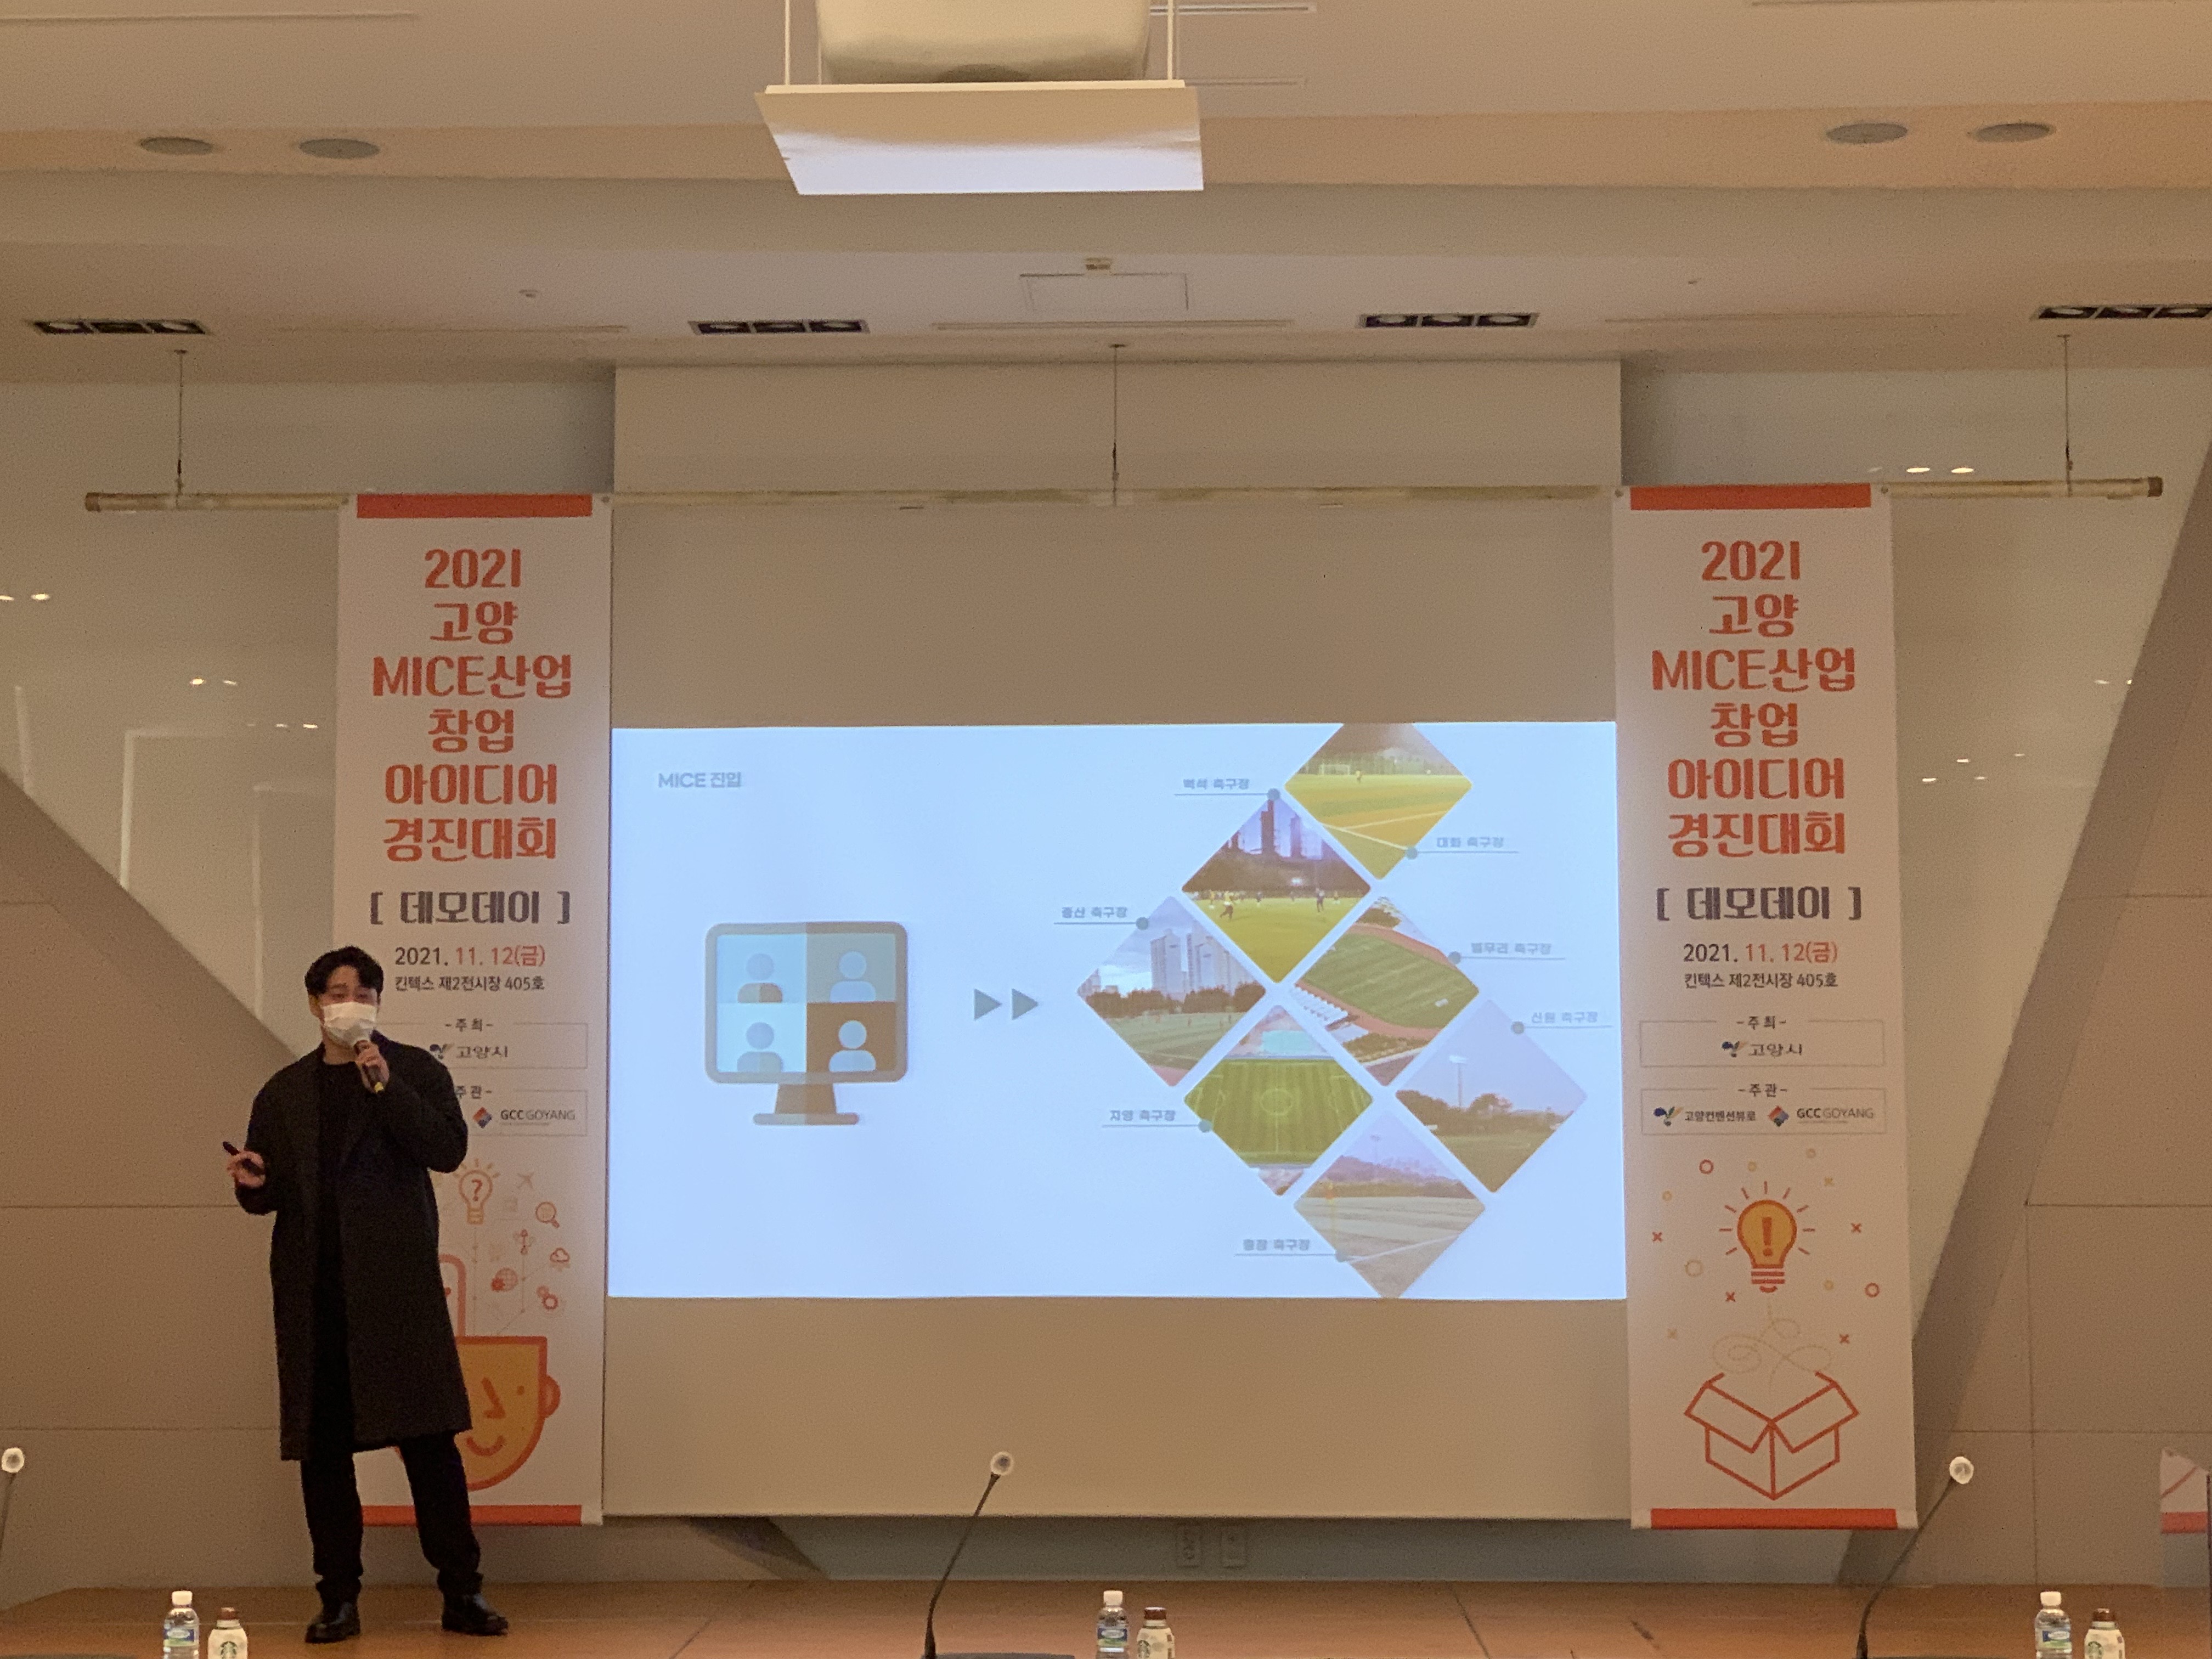 2021
고양
MICE산업
창업
아이디어
경진대회
[ 데모데이 ]
2021. 11. 12(금)
킨텍스 제2전시장 405호
-주최-
고양시
주관-
GCC GOYANG
MICE 진입
백석 축구장
대화 축구장
중산 축구장
별무리 축구장
신원 축구장
지영 축구장
충장 축구장
2021
고양
MICE산업
창업
아이디어
경진대회
[ 데모데이 ]
2021. 11. 12(금)
킨텍스 제2전시장 405호
-주최-
고양시
-주관-
고양컨벤션뷰로 GCC GOYANG